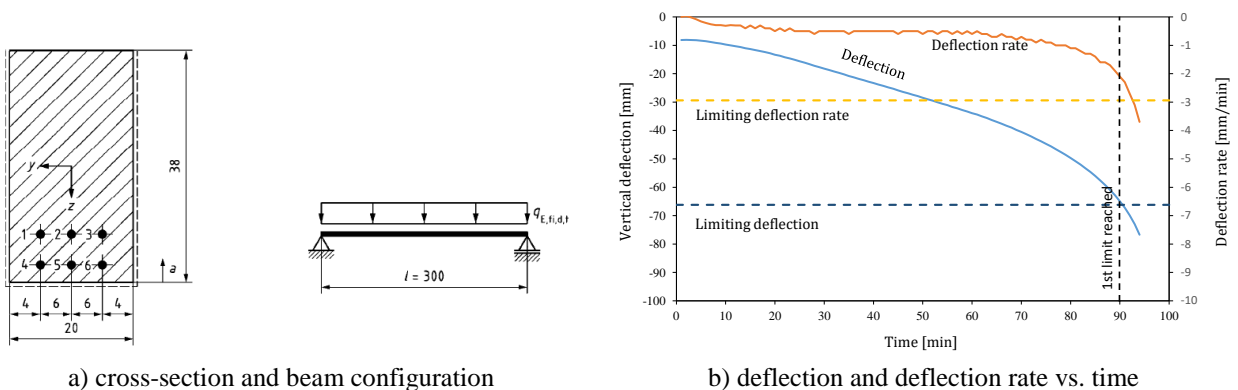 y
z
38
1 2 3
4 5 6
a
4 6 6 4
20
q E,fi,d,t
l = 300
a) cross-section and beam configuration
0
-10
-20
-30
-40
-50
-60
-70
-80
-90
-100
Vertical deflection [mm]
0 10 20 30 40 50 60 70 80 90 100
Time [min]
0
-1
-2
-3
-4
-5
-6
-7
-8
-9
-10
Deflection rate [mm/min]
Deflection rate
Deflection
Limiting deflection rate
Limiting deflection
1st limit reached
b) deflection and deflection rate vs. time